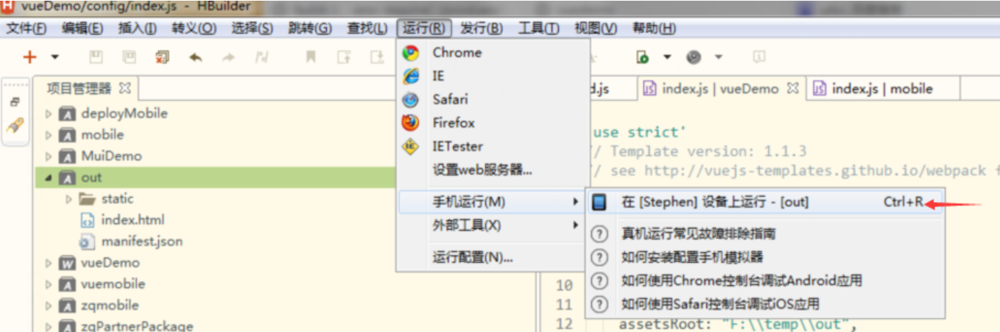 vueDemo/config/index.js - HBuilder
文件(F) 编辑(E) 插入(I) 转义(O) 选择(S) 跳转(G) 查找(L) 运行(R) 发行(B) 工具(T) 视图(V) 帮助(H)
项目管理器
d.js index.js | vueDemo index.js | mobile
deployMobile
mobile
MuiDemo
out
static
index.html
manifest.json
vueDemo
vuemobile
zqmobile
zqPartnerPackage
Chrome
IE
Safari
Firefox
IETester
设置web服务器...
手机运行(M)
外部工具(X)
运行配置(N)...
在 [Stephen] 设备上运行 - [out] Ctrl+R
真机运行常见故障排除指南
如何安装配置手机模拟器
如何使用Chrome控制台调试Android应用
如何使用Safari控制台调试iOS应用
use strict'
/ Template version: 1.1.3
/ see http://vuejs-templates.github.io/webpack f
10
11
12 assetsRoot: "F:\\temp\\out",